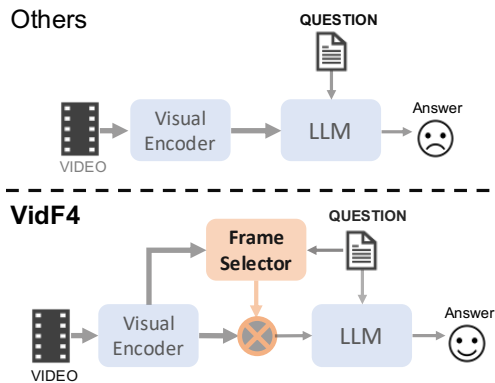 Others
QUESTION
VIDEO
Visual
Encoder
LLM
Answer
VidF4
Frame
Selector
QUESTION
VIDEO
Visual
Encoder
LLM
Answer